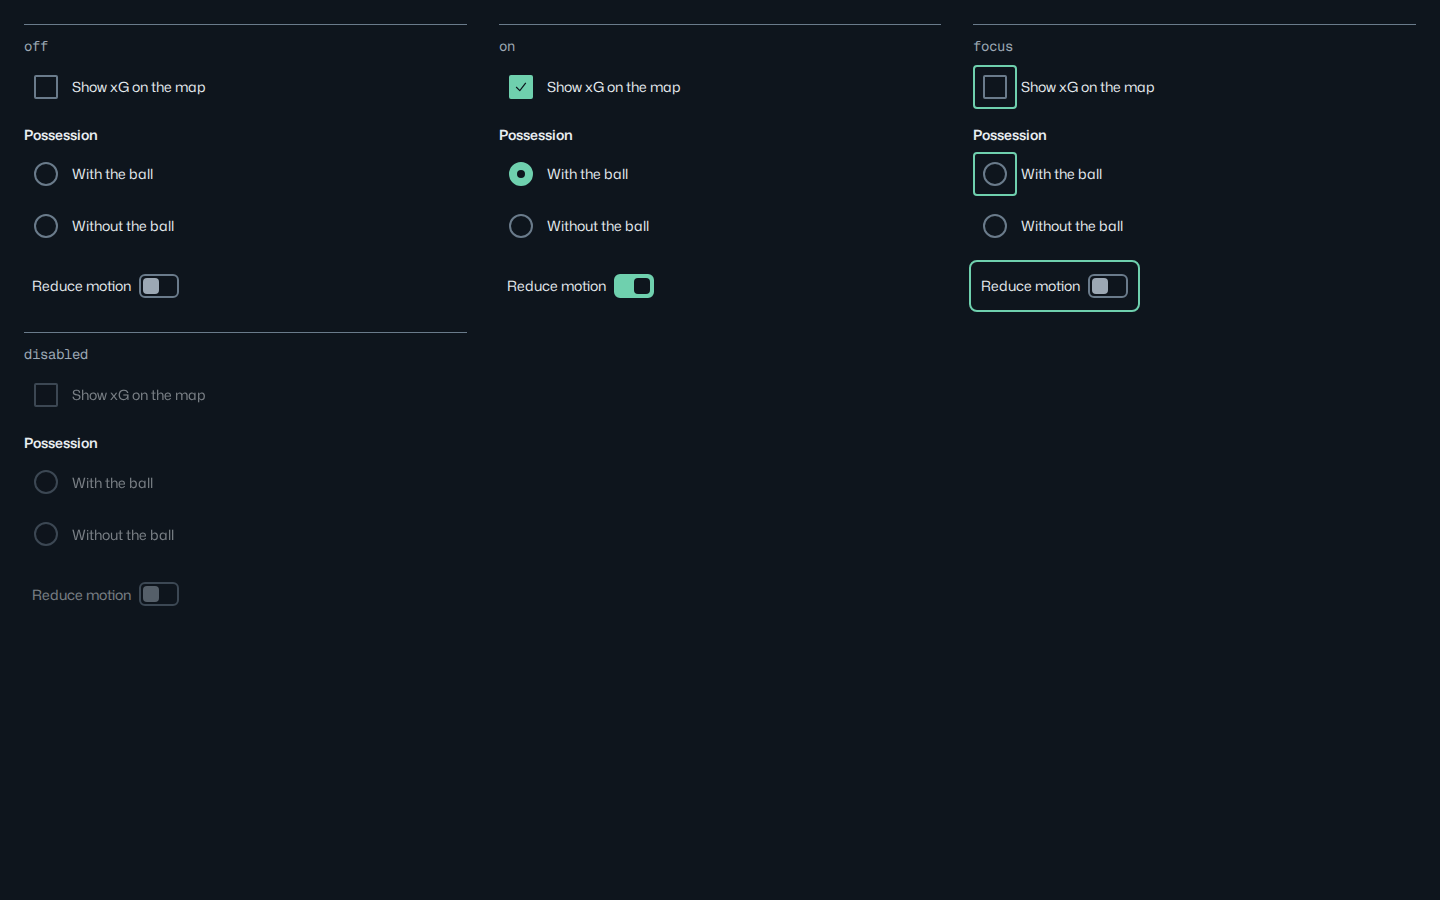 off
Show xG on the map
Possession
With the ball
Without the ball
Reduce motion
on
Show xG on the map
Possession
With the ball
Without the ball
Reduce motion
focus
Show xG on the map
Possession
With the ball
Without the ball
Reduce motion
disabled
Show xG on the map
Possession
With the ball
Without the ball
Reduce motion